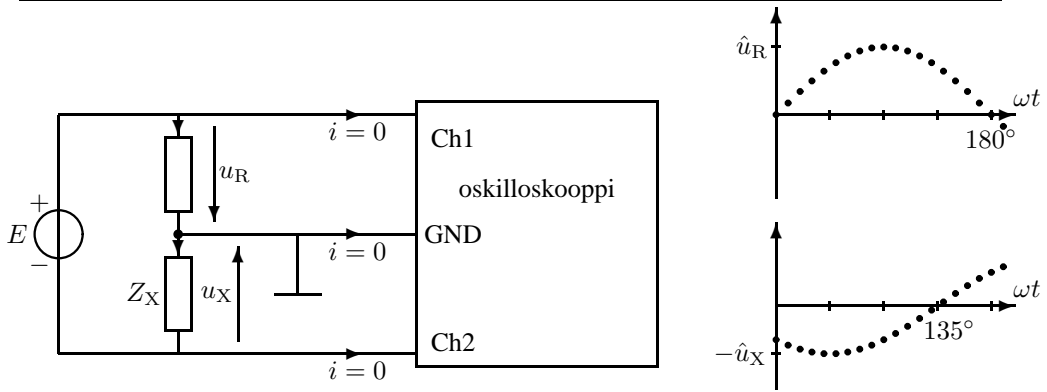 û_R
ωt
180°
i = 0
Ch1
u_R
oskilloskooppi
+
E
−
GND
i = 0
Z_X
u_X
ωt
135°
−û_X
Ch2
i = 0